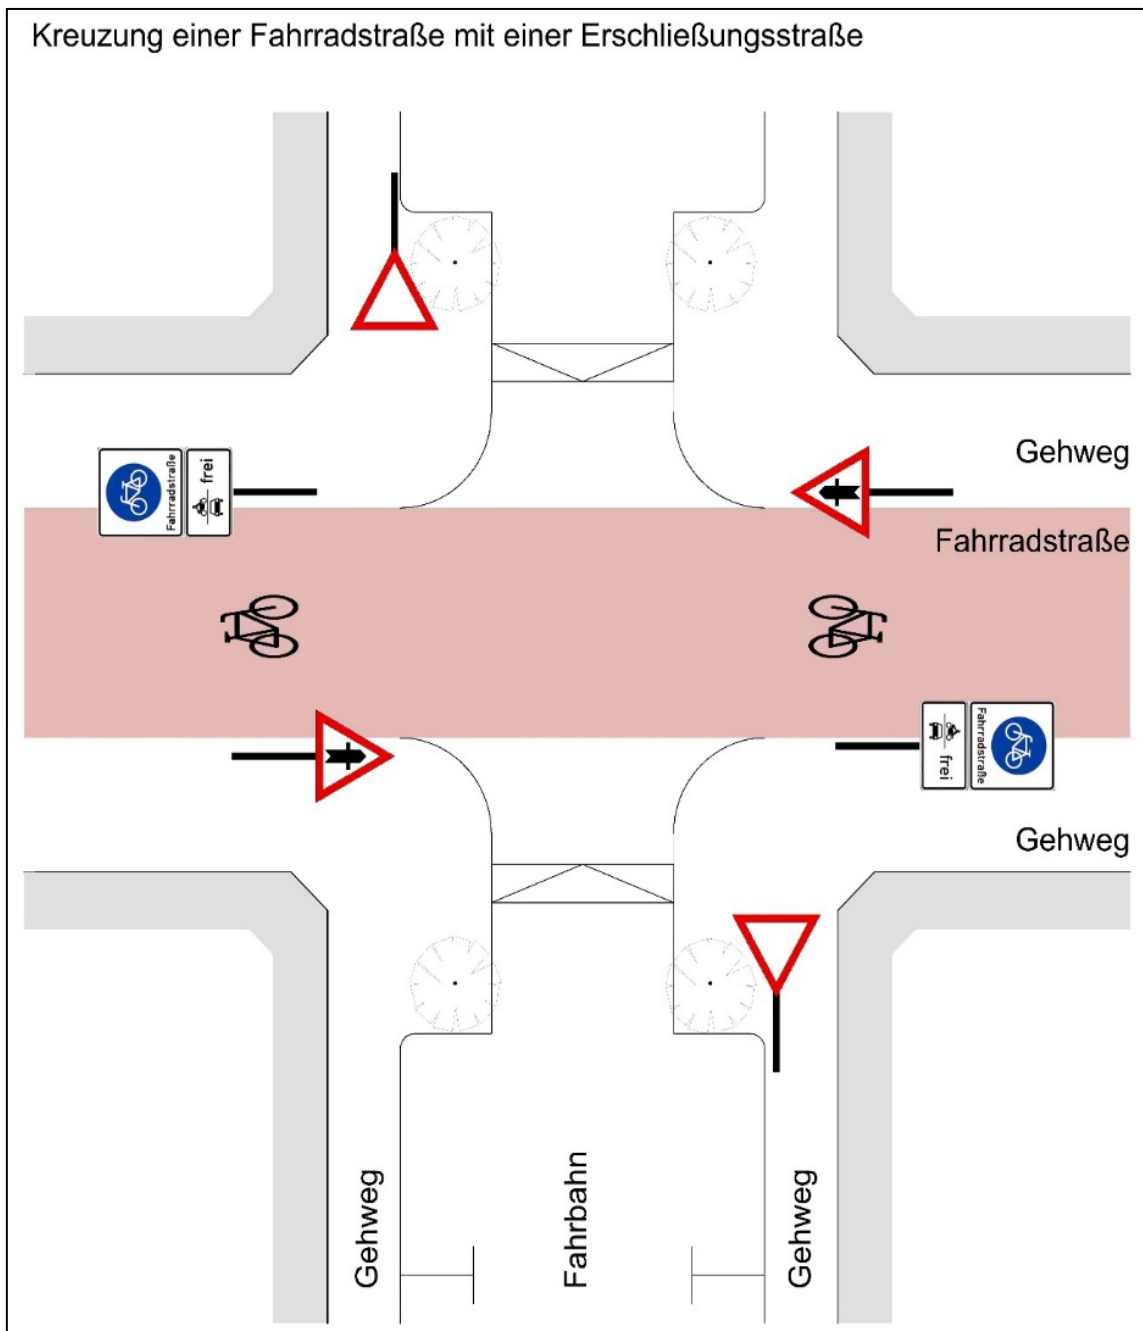 Kreuzung einer Fahrradstraße mit einer Erschließungsstraße
Gehweg
Fahrradstraße
frei
Fahrradstraße
Fahrradstraße
frei
Gehweg
Gehweg
Fahrbahn
Gehweg